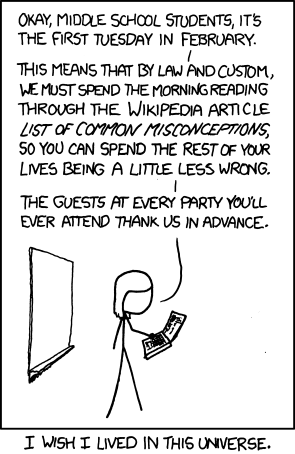 OKAY, MIDDLE SCHOOL STUDENTS, IT'S
THE FIRST TUESDAY IN FEBRUARY.
THIS MEANS THAT BY LAW AND CUSTOM,
WE MUST SPEND THE MORNING READING
THROUGH THE WIKIPEDIA ARTICLE
LIST OF COMMON MISCONCEPTIONS,
SO YOU CAN SPEND THE REST OF YOUR
LIVES BEING A LITTLE LESS WRONG.
THE GUESTS AT EVERY PARTY YOU'LL
EVER ATTEND THANK US IN ADVANCE.
I WISH I LIVED IN THIS UNIVERSE.